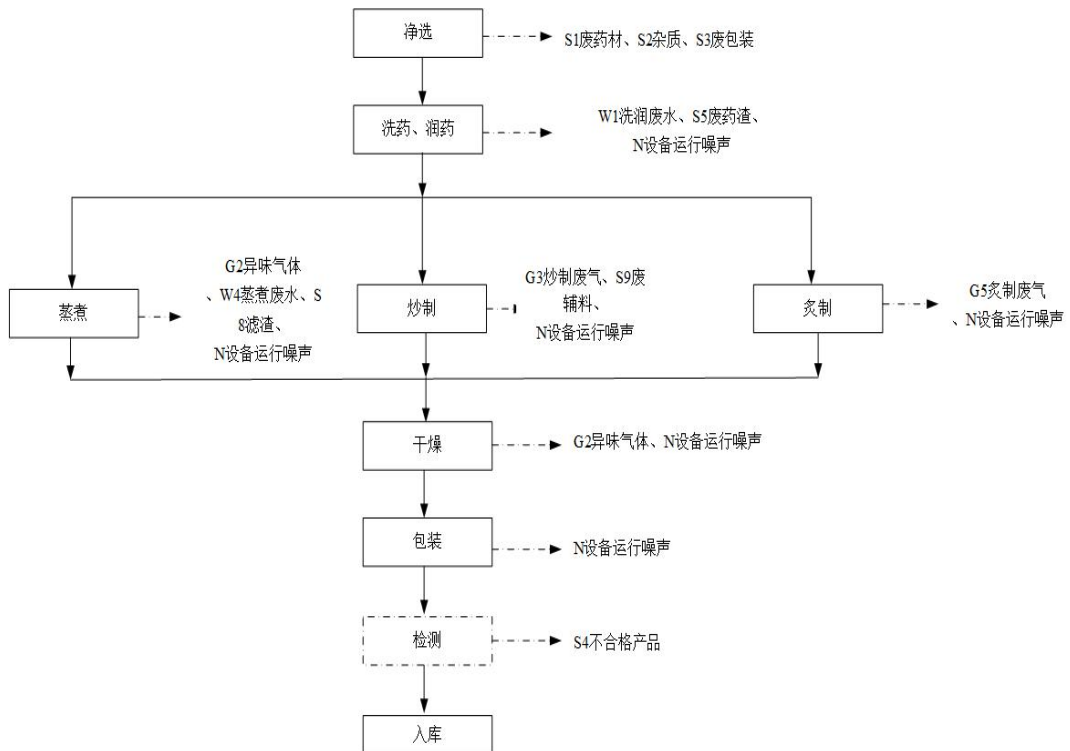 净选
S1废药材、S2杂质、S3废包装
洗药、润药
W1洗润废水、S5废药渣、
N设备运行噪声
蒸煮
G2异味气体
、W4蒸煮废水、S
8滤渣、
N设备运行噪声
炒制
G3炒制废气、S9废
辅料、
N设备运行噪声
炙制
G5炙制废气
、N设备运行噪声
干燥
G2异味气体、N设备运行噪声
包装
N设备运行噪声
检测
S4不合格产品
入库